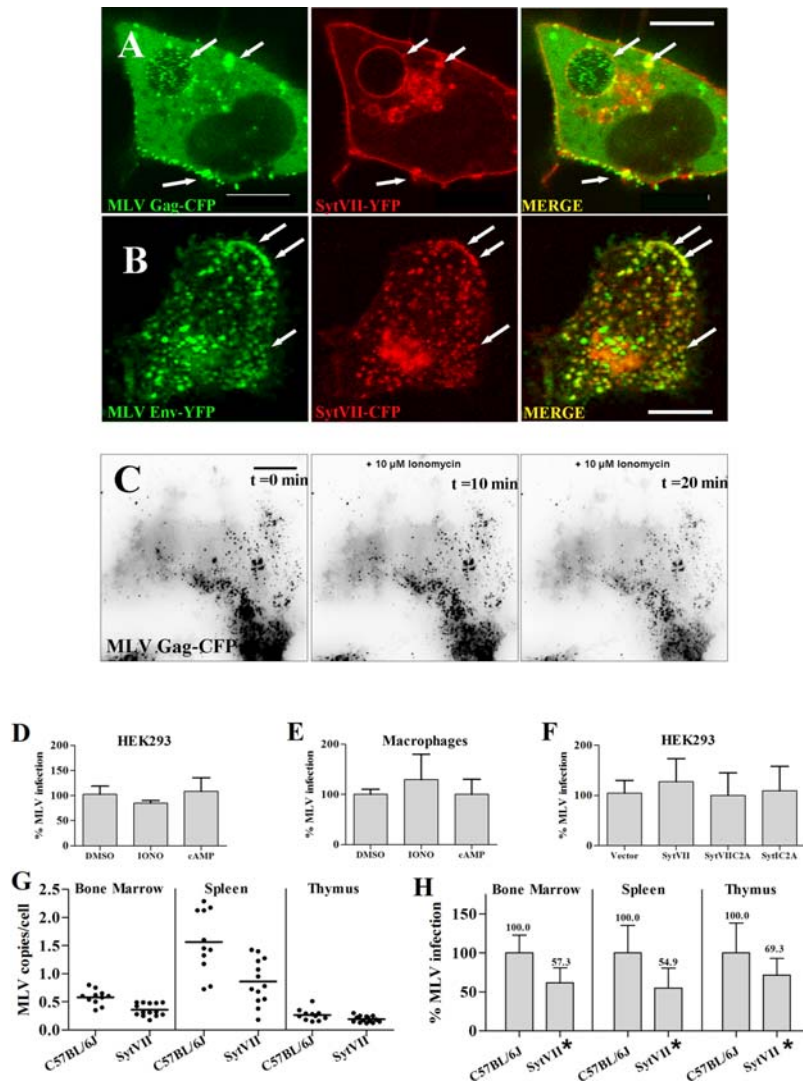 A
MLV Gag-CFP
SytVII-YFP
MERGE
B
MLV Env-YFP
SytVII-CFP
MERGE
C
t =0 min
+ 10 µM Ionomycin
t =10 min
+ 10 µM Ionomycin
t =20 min
MLV Gag-CFP
D
HEK293
% MLV infection
200
150
100
50
0
DMSO
IONO
cAMP
E
Macrophages
% MLV infection
200
150
100
50
0
DMSO
IONO
cAMP
F
HEK293
% MLV infection
200
150
100
50
0
Vector
SytVII
SytVIIC2A
SytIC2A
G
Bone Marrow
Spleen
Thymus
MLV copies/cell
2.5
2.0
1.5
1.0
0.5
0.0
C57BL/6J
SytVII
C57BL/6J
SytVII
C57BL/6J
SytVII
H
Bone Marrow
Spleen
Thymus
% MLV infection
150
100
50
0
100.0
57.3
100.0
54.9
100.0
69.3
C57BL/6J
SytVII*
C57BL/6J
SytVII*
C57BL/6J
SytVII*